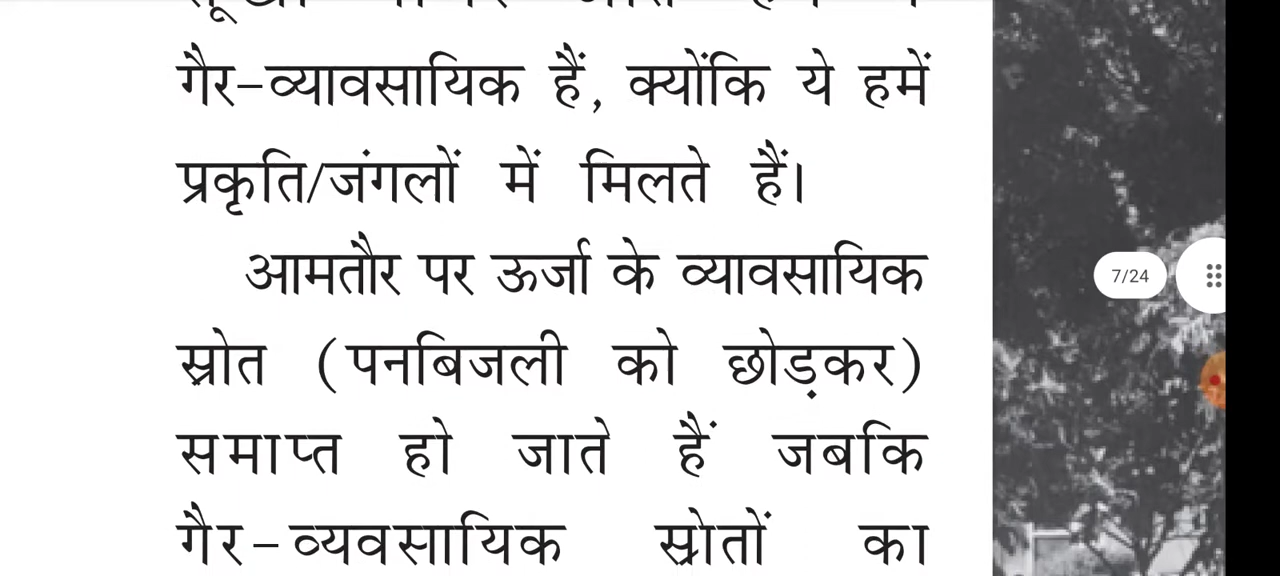 गैर-व्यावसायिक हैं, क्योंकि ये हमें
प्रकृति/जंगलों में मिलते हैं।
आमतौर पर ऊर्जा के व्यावसायिक
स्रोत (पनबिजली को छोड़कर)
समाप्त हो जाते हैं जबकि
गैर-व्यवसायिक स्रोतों का
7/24